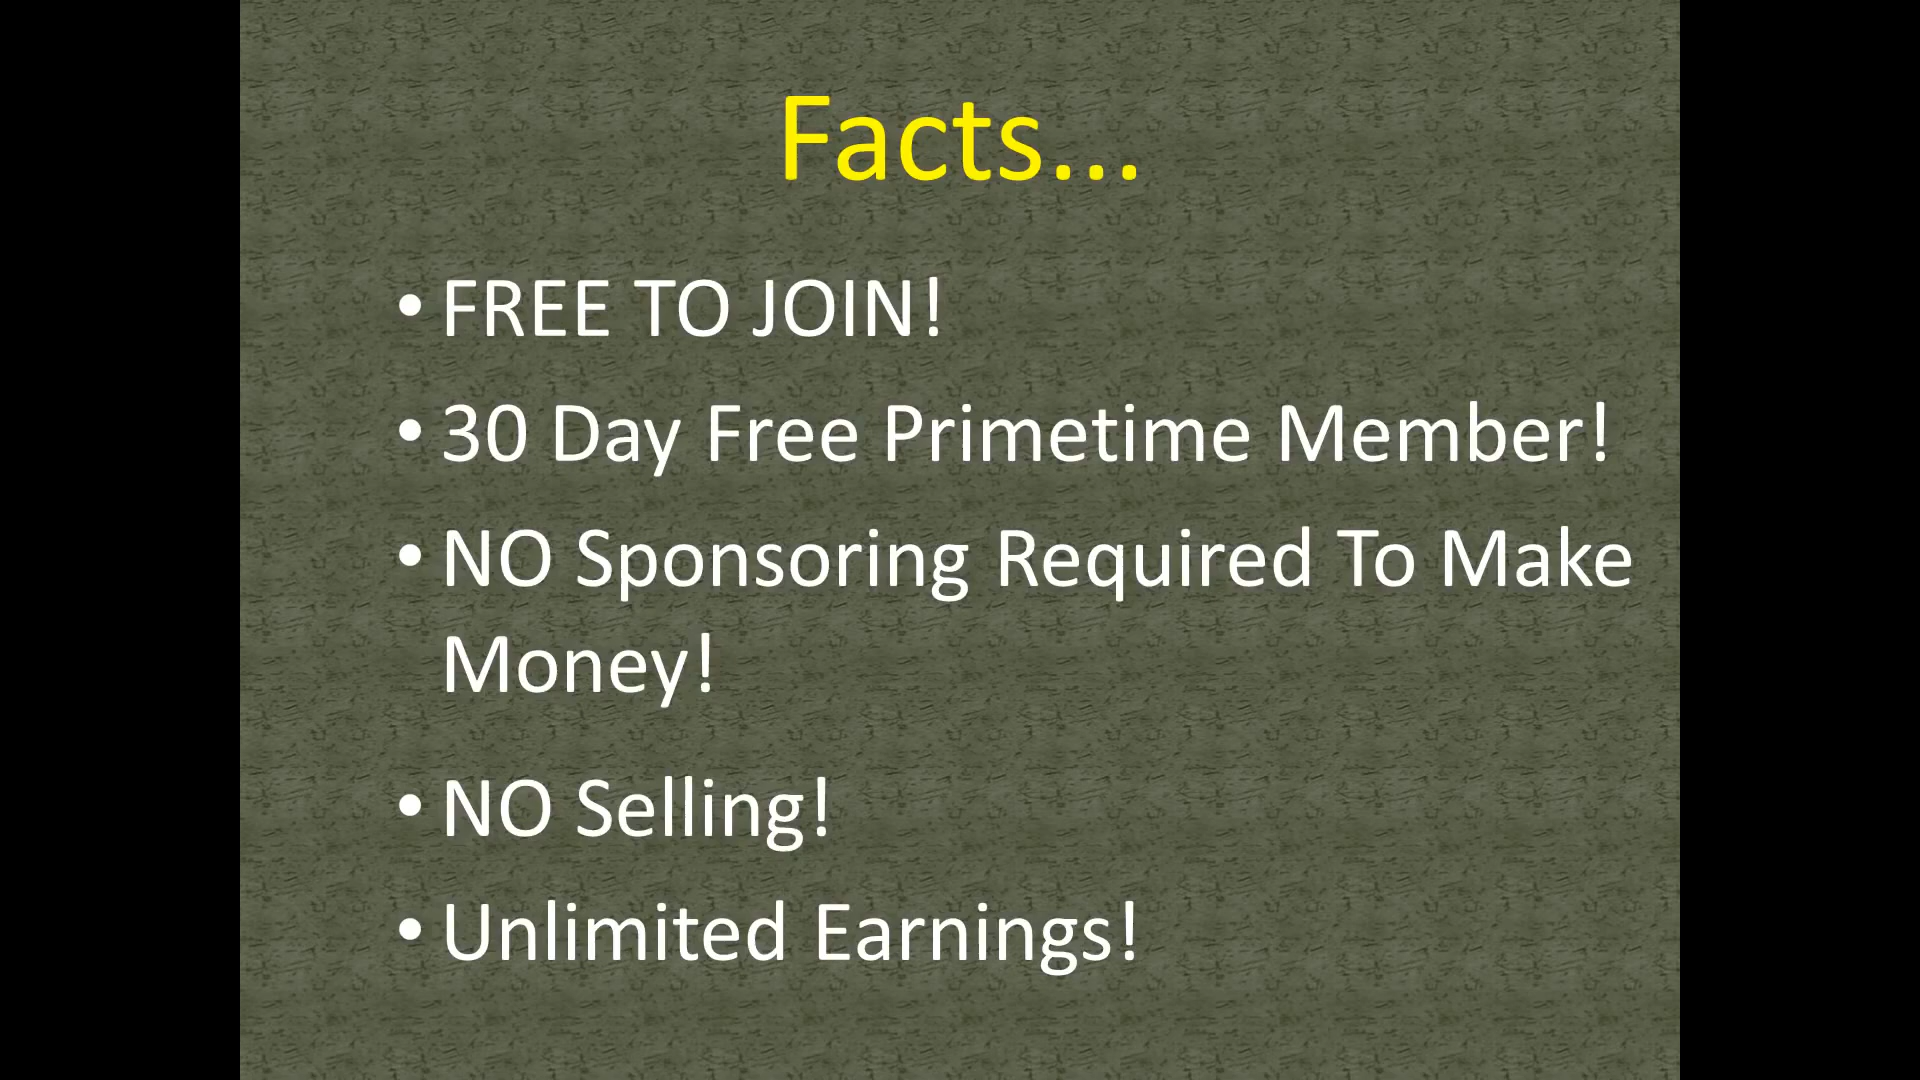 Facts...
• FREE TO JOIN!
• 30 Day Free Primetime Member!
• NO Sponsoring Required To Make
Money!
• NO Selling!
• Unlimited Earnings!